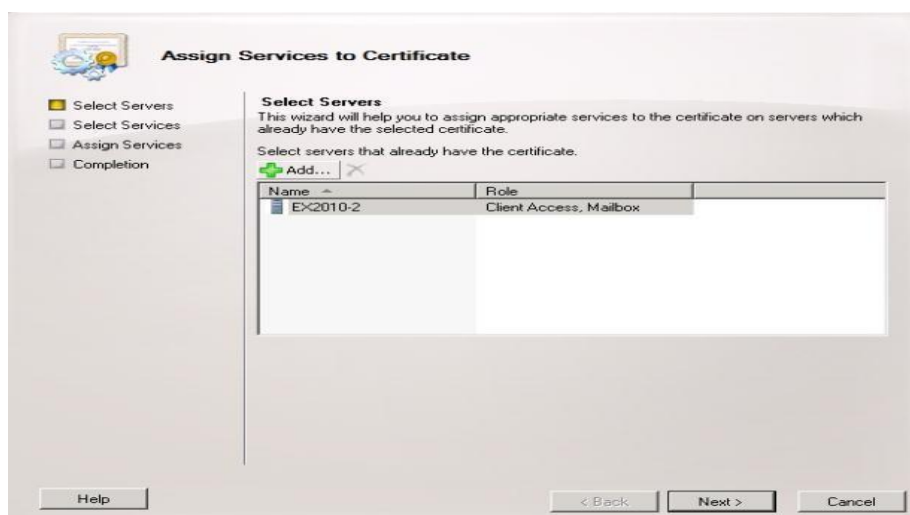 Assign Services to Certificate
Select Servers
Select Services
Assign Services
Completion
Select Servers
This wizard will help you to assign appropriate services to the certificate on servers which
already have the selected certificate.
Select servers that already have the certificate.
Add...
Name Role
EX2010-2 Client Access, Mailbox
Help < Back Next > Cancel